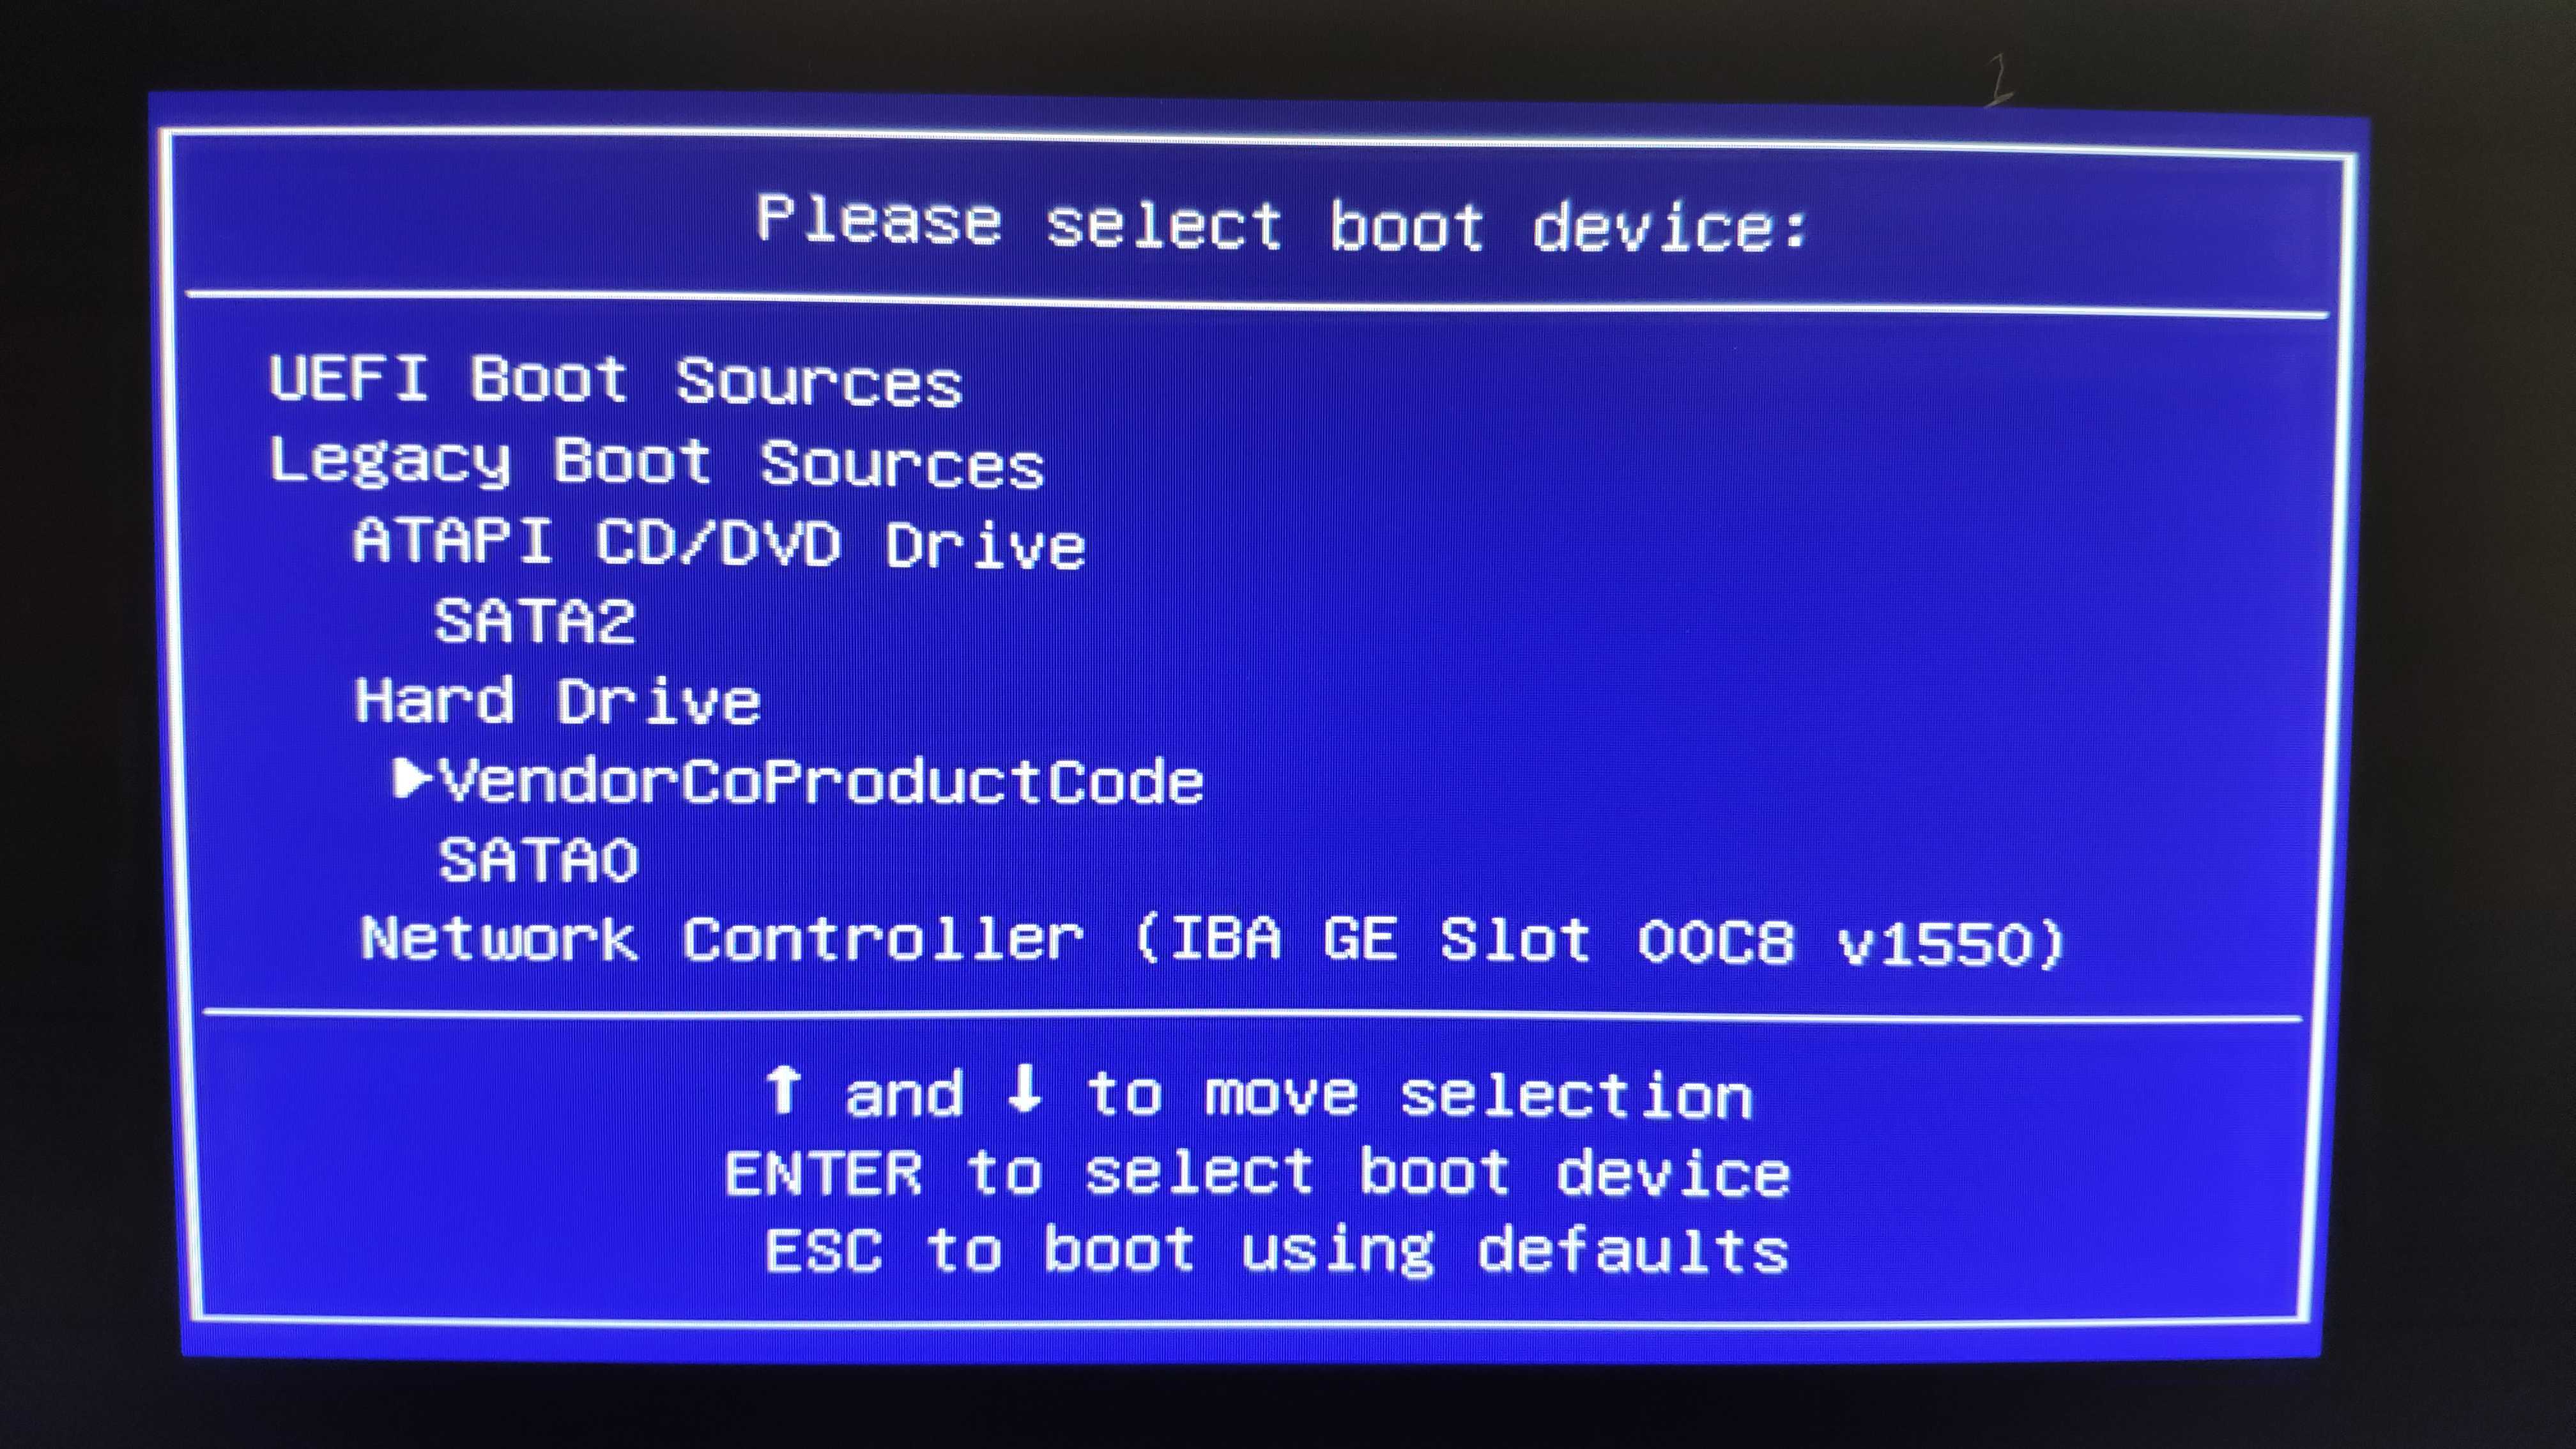 Please select boot device:
UEFI Boot Sources
Legacy Boot Sources
ATAPI CD/DVD Drive
SATA2
Hard Drive
▶VendorCoProductCode
SATA0
Network Controller (IBA GE Slot 00C8 v1550)
↑ and ↓ to move selection
ENTER to select boot device
ESC to boot using defaults